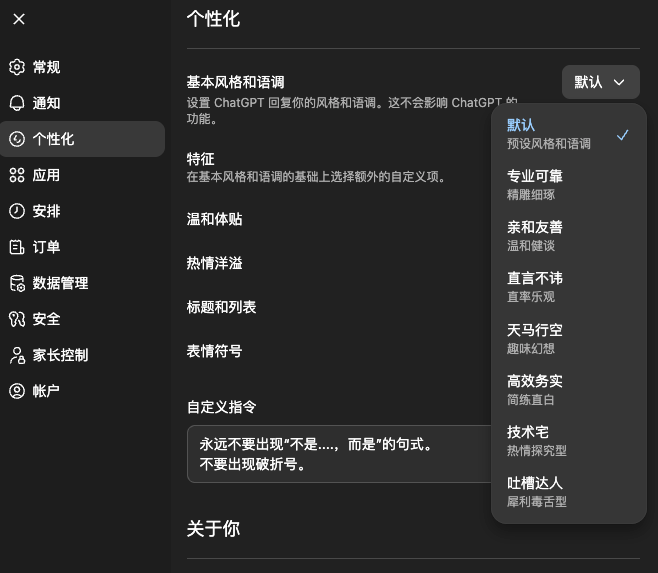 个性化
常规
通知
个性化
应用
安排
订单
数据管理
安全
家长控制
帐户
基本风格和语调
设置 ChatGPT 回复你的风格和语调。这不会影响 ChatGPT 的
功能。
默认
特征
在基本风格和语调的基础上选择额外的自定义项。
温和体贴
热情洋溢
标题和列表
表情符号
自定义指令
永远不要出现”不是....，而是”的句式。
不要出现破折号。
关于你
默认
预设风格和语调
专业可靠
精雕细琢
亲和友善
温和健谈
直言不讳
直率乐观
天马行空
趣味幻想
高效务实
简练直白
技术宅
热情探究型
吐槽达人
犀利毒舌型